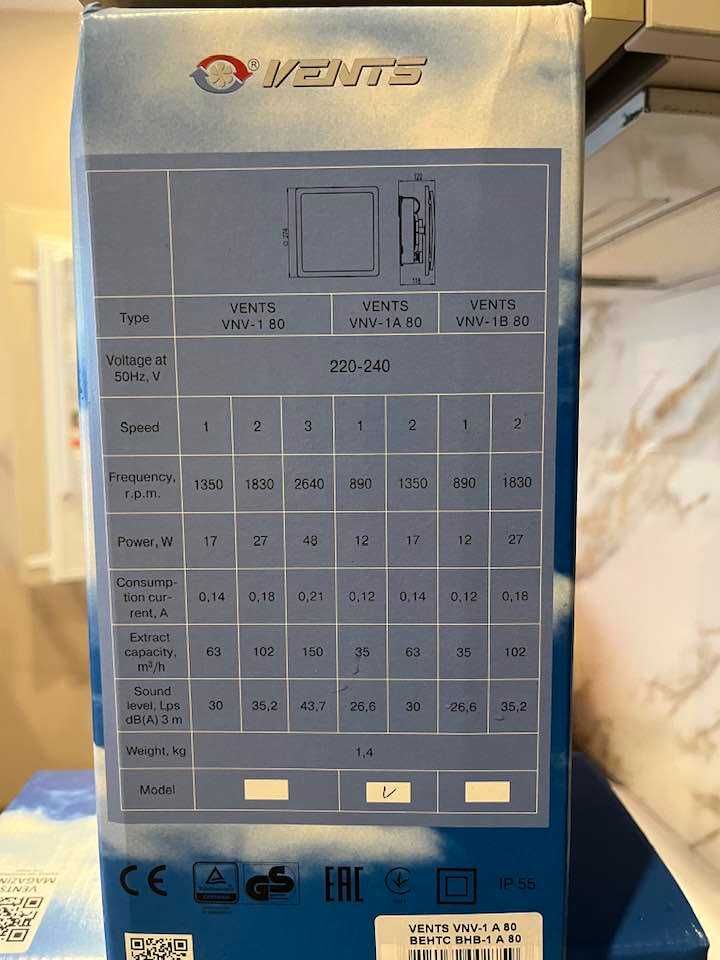 ® VENTS
120
□ 274
118
Type
VENTS VNV-1 80
VENTS VNV-1A 80
VENTS VNV-1B 80
Voltage at 50Hz, V
220-240
Speed 1 2 3 1 2 1 2
Frequency, r.p.m. 1350 1830 2640 890 1350 890 1830
Power, W 17 27 48 12 17 12 27
Consump-
tion cur-
rent, A
0,14 0,18 0,21 0,12 0,14 0,12 0,18
Extract
capacity,
m³/h
63 102 150 35 63 35 102
Sound
level, Lps
dB(A) 3 m
30 35,2 43,7 26,6 30 26,6 35,2
Weight, kg 1,4
Model V
CE GS EAC IP 55
VENTS VNV-1 A 80
ВЕНТС ВНВ-1 А 80
VENTS
MAGAZIN